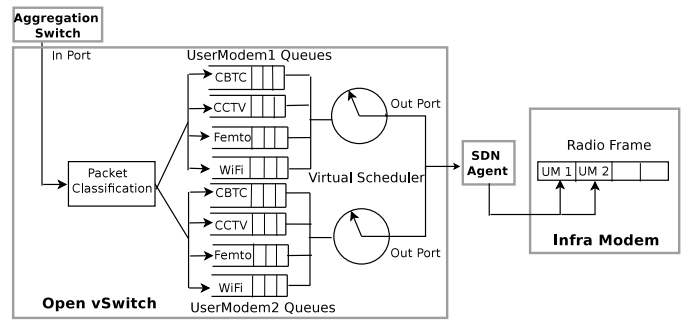 Aggregation
Switch
In Port
UserModem1 Queues
CBTC
CCTV
Femto
WiFi
Out Port
Packet
Classification
Virtual Scheduler
CBTC
CCTV
Femto
WiFi
Out Port
UserModem2 Queues
Open vSwitch
SDN
Agent
Radio Frame
UM 1
UM 2
Infra Modem